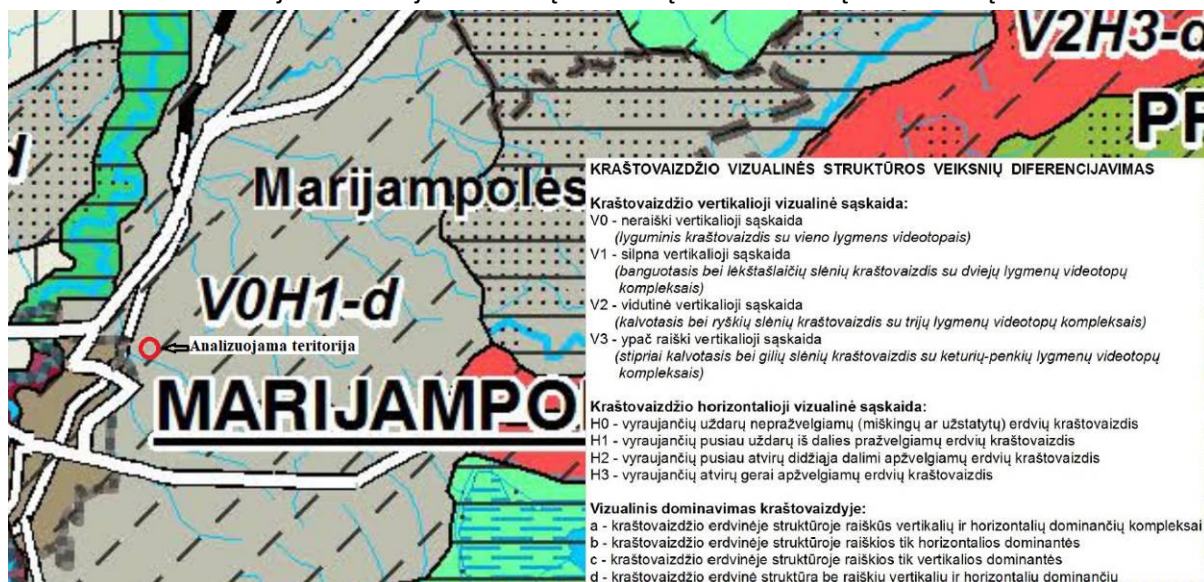 V2H3-d
PR
d
Marijampolės
V0H1-d
Analizuojama teritorija
MARIJAMPO
KRAŠTOVAIZDŽIO VIZUALINĖS STRUKTŪROS VEIKSNIŲ DIFERENCIJAVIMAS
Kraštovaizdžio vertikalioji vizualinė sąskaida:
V0 - neraiški vertikalioji sąskaida
(lyguminis kraštovaizdis su vieno lygmens videotopais)
V1 - silpna vertikalioji sąskaida
(banguotasis bei lėkštašlaičių slėnių kraštovaizdis su dviejų lygmenų videotopų
kompleksais)
V2 - vidutinė vertikalioji sąskaida
(kalvotasis bei ryškių slėnių kraštovaizdis su trijų lygmenų videotopų kompleksais)
V3 - ypač raiški vertikalioji sąskaida
(stipriai kalvotasis bei gilių slėnių kraštovaizdis su keturių-penkių lygmenų videotopų
kompleksais)
Kraštovaizdžio horizontalioji vizualinė sąskaida:
H0 - vyraujančių uždarų nepražvelgiamų (miškingų ar užstatytų) erdvių kraštovaizdis
H1 - vyraujančių pusiau uždarų iš dalies pražvelgiamų erdvių kraštovaizdis
H2 - vyraujančių pusiau atvirų didžiąja dalimi apžvelgiamų erdvių kraštovaizdis
H3 - vyraujančių atvirų gerai apžvelgiamų erdvių kraštovaizdis
Vizualinis dominavimas kraštovaizdyje:
a - kraštovaizdžio erdvinėje struktūroje raiškūs vertikalių ir horizontalių dominančių kompleksai
b - kraštovaizdžio erdvinėje struktūroje raiškios tik horizontalios dominantės
c - kraštovaizdžio erdvinėje struktūroje raiškios tik vertikalios dominantės
d - kraštovaizdžio erdvinė struktūra be raiškių vertikalių ir horizontalių dominančių